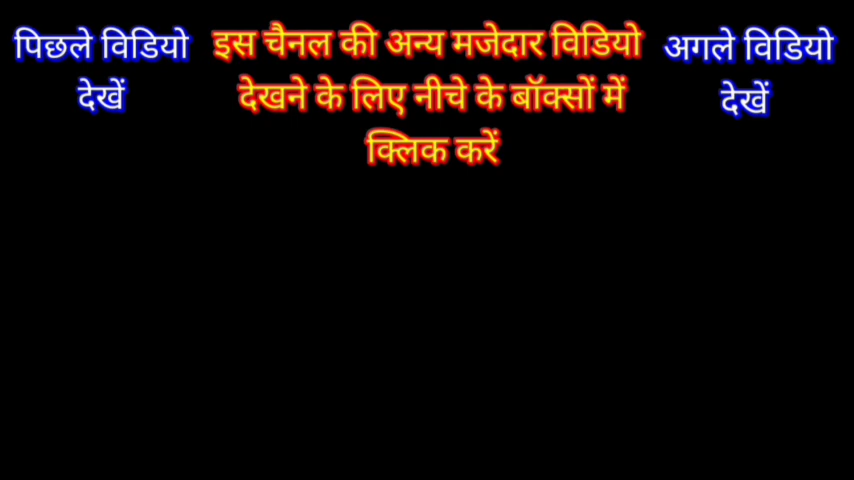 पिछले विडियो
देखें
इस चैनल की अन्य मजेदार विडियो
देखने के लिए नीचे के बॉक्सों में
क्लिक करें
अगले विडियो
देखें